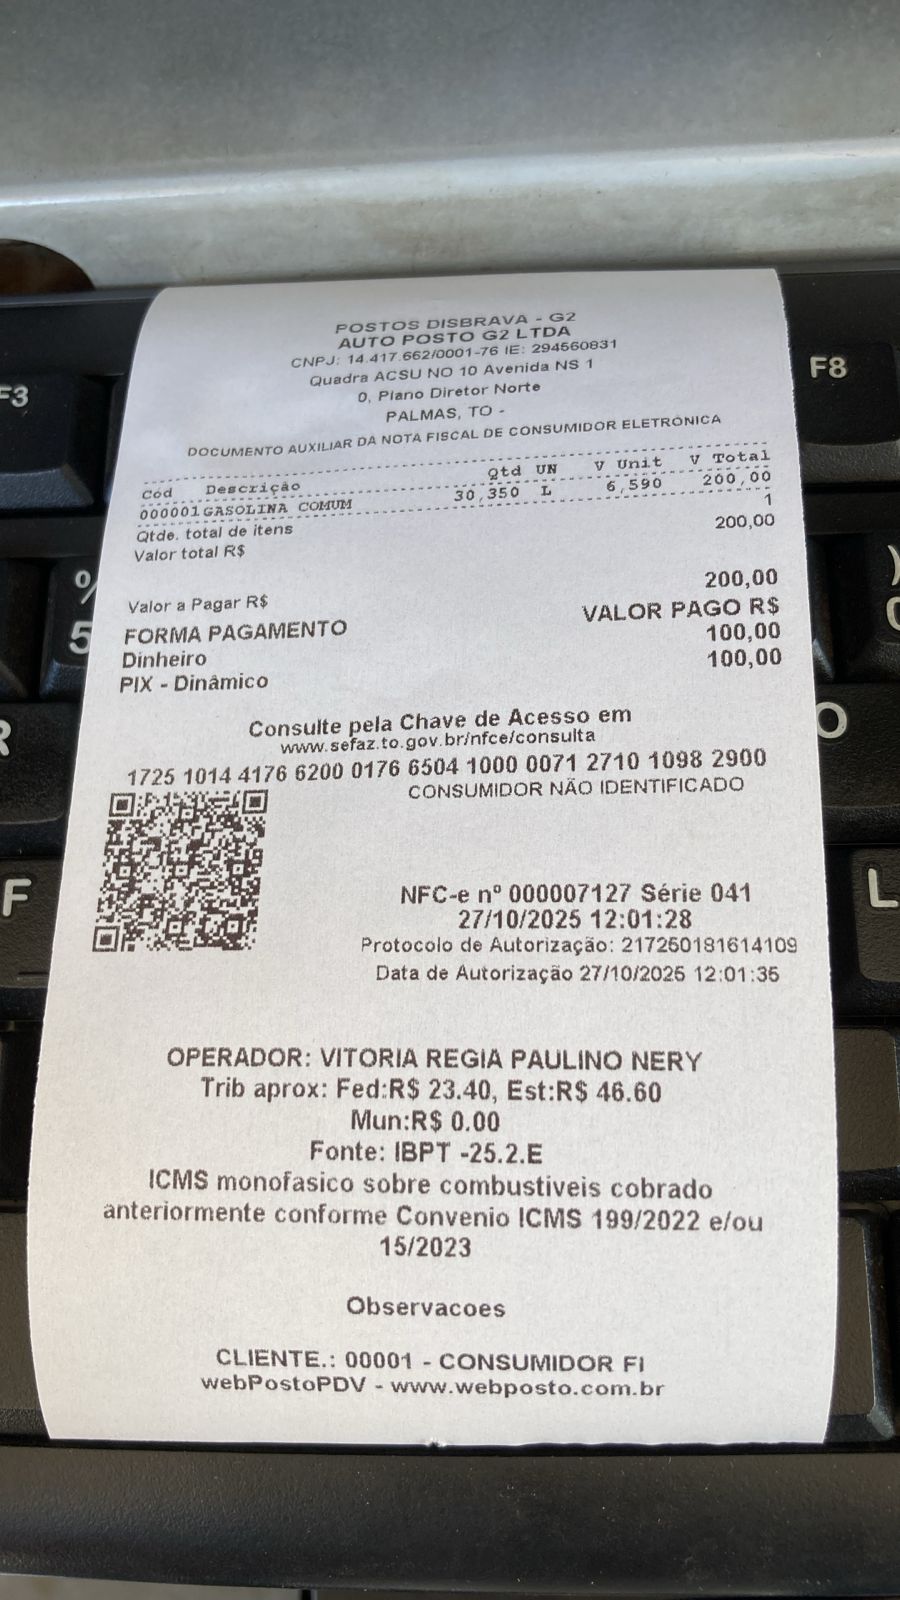 POSTOS DISBRAVA - G2
AUTO POSTO G2 LTDA
CNPJ: 14.417.662/0001-76 IE: 294560831
Quadra ACSU NO 10 Avenida NS 1
0, Plano Diretor Norte
PALMAS, TO -
DOCUMENTO AUXILIAR DA NOTA FISCAL DE CONSUMIDOR ELETRÔNICA
Cód Descrição Qtd UN V Unit V Total
000001 GASOLINA COMUM 30,350 L 6,590 200,00
Qtde. total de itens 1
Valor total R$ 200,00
Valor a Pagar R$ 200,00
FORMA PAGAMENTO VALOR PAGO R$
Dinheiro 100,00
PIX - Dinâmico 100,00
Consulte pela Chave de Acesso em
www.sefaz.to.gov.br/nfce/consulta
1725 1014 4176 6200 0176 6504 1000 0071 2710 1098 2900
CONSUMIDOR NÃO IDENTIFICADO
NFC-e nº 000007127 Série 041
27/10/2025 12:01:28
Protocolo de Autorização: 217250181614109
Data de Autorização 27/10/2025 12:01:35
OPERADOR: VITORIA REGIA PAULINO NERY
Trib aprox: Fed:R$ 23.40, Est:R$ 46.60
Mun:R$ 0.00
Fonte: IBPT -25.2.E
ICMS monofasico sobre combustiveis cobrado
anteriormente conforme Convenio ICMS 199/2022 e/ou
15/2023
Observacoes
CLIENTE.: 00001 - CONSUMIDOR FI
webPostoPDV - www.webposto.com.br
F3
F8
%
5
)
R
O
F
L